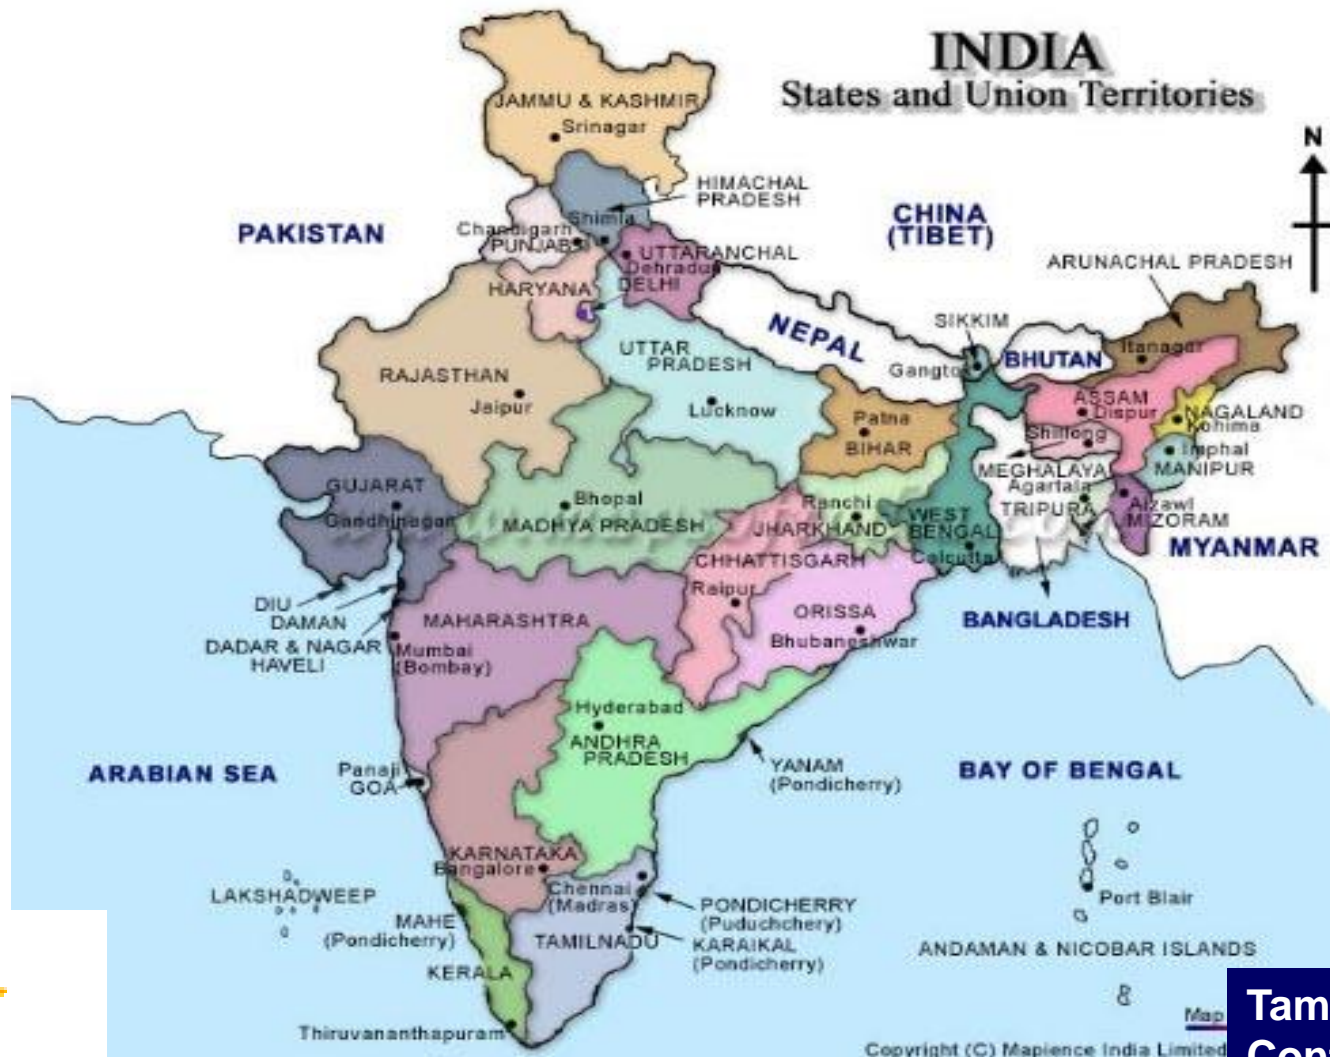 INDIA
States and Union Territories
N
JAMMU & KASHMIR
Srinagar
HIMACHAL
PRADESH
PAKISTAN
CHINA
(TIBET)
Shimla
Chandigarh
PUNJAB
UTTARANCHAL
Dehradun
ARUNACHAL PRADESH
HARYANA
DELHI
SIKKIM
NEPAL
BHUTAN
Itanagar
UTTAR
PRADESH
Gangto
RAJASTHAN
Jaipur
Lucknow
ASSAM
Dispur
NAGALAND
Kohima
Patna
BIHAR
Shillong
Imphal
MANIPUR
MEGHALAYA
Agartala
TRIPURA
Aizawl
MIZORAM
GUJARAT
Gandhinagar
Bhopal
MADHYA PRADESH
Ranchi
JHARKHAND
WEST
BENGAL
Calcutta
MYANMAR
CHHATTISGARH
Raipur
DIU
DAMAN
DADAR & NAGAR
HAVELI
MAHARASHTRA
Mumbai
(Bombay)
ORISSA
Bhubaneshwar
BANGLADESH
Hyderabad
ANDHRA
PRADESH
ARABIAN SEA
Panaji
GOA
YANAM
(Pondicherry)
BAY OF BENGAL
KARNATAKA
Bangalore
LAKSHADWEEP
Chennai
(Madras)
PONDICHERRY
(Puduchchery)
Port Blair
MAHE
(Pondicherry)
TAMILNADU
KARAIKAL
(Pondicherry)
ANDAMAN & NICOBAR ISLANDS
KERALA
Thiruvananthapuram
Map
Copyright (C) Mapience India Limited
Tam
Con